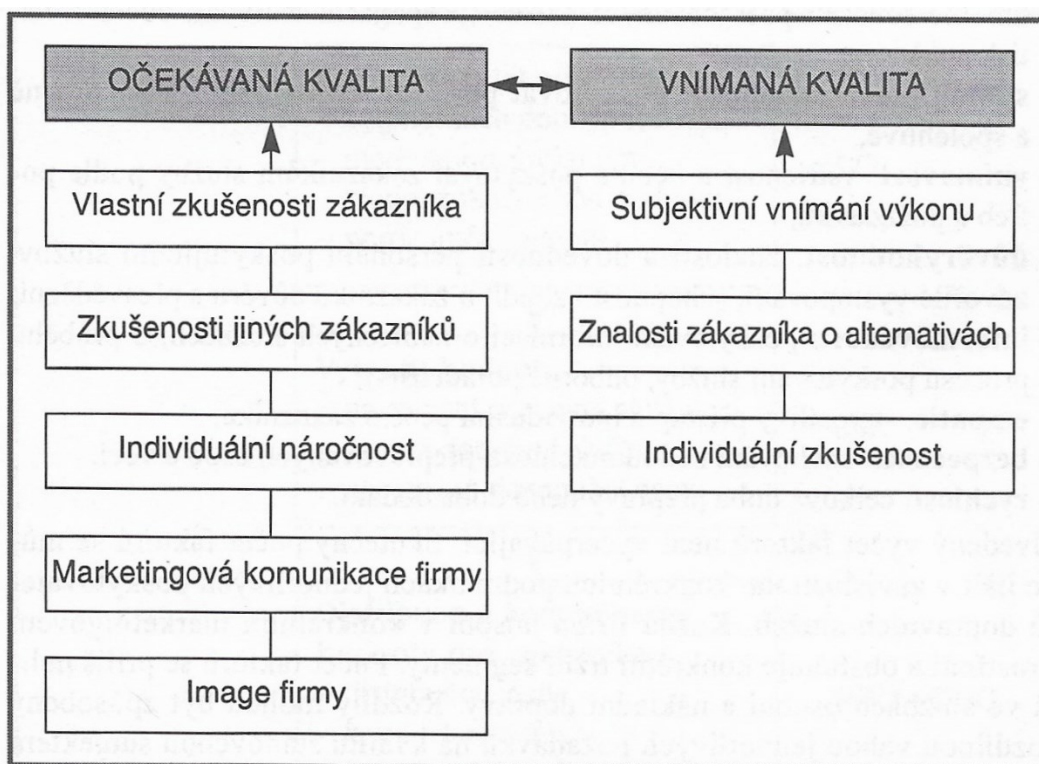 OČEKÁVANÁ KVALITA
VNÍMANÁ KVALITA
Vlastní zkušenosti zákazníka
Zkušenosti jiných zákazníků
Individuální náročnost
Marketingová komunikace firmy
Image firmy
Subjektivní vnímání výkonu
Znalosti zákazníka o alternativách
Individuální zkušenost